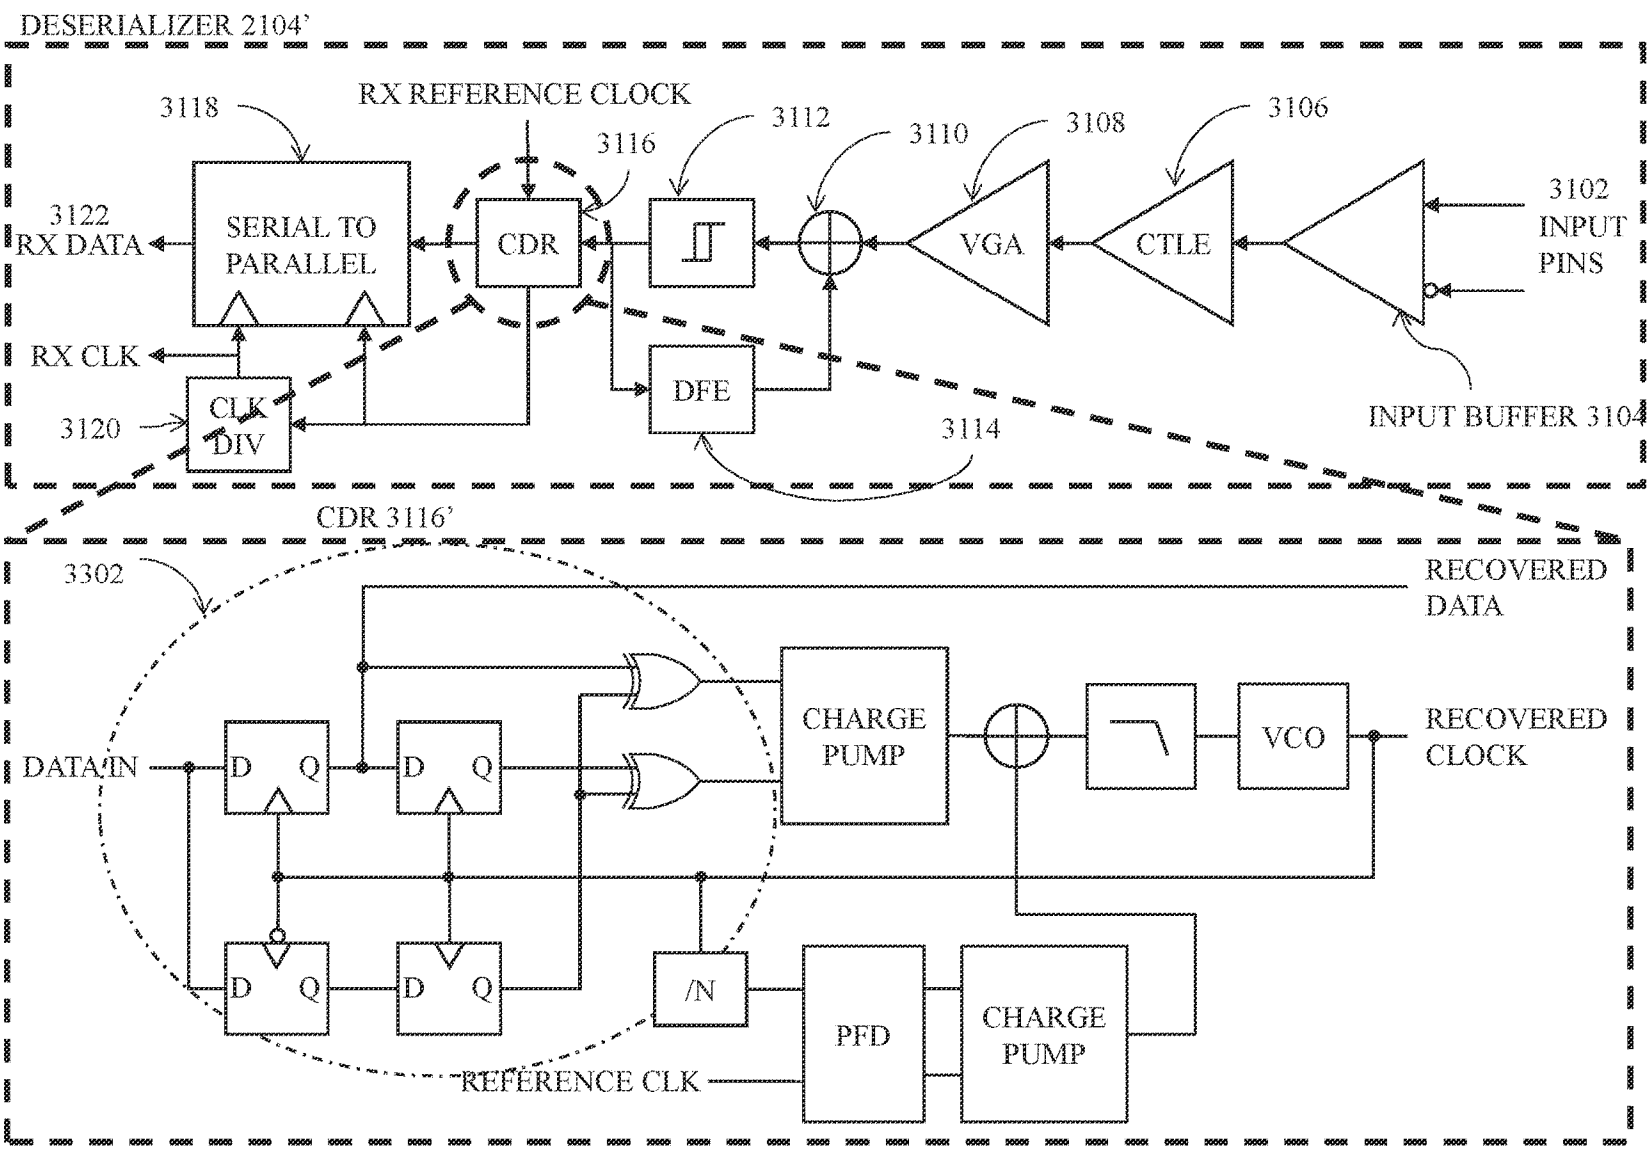 DESERIALIZER 2104'
RX REFERENCE CLOCK
3118
3116
3112
3110
3108
3106
3102
INPUT
PINS
3122
RX DATA
SERIAL TO
PARALLEL
CDR
VGA
CTLE
RX CLK
CLK
DIV
3120
DFE
3114
INPUT BUFFER 3104
CDR 3116'
3302
RECOVERED
DATA
DATA IN
D Q
D Q
CHARGE
PUMP
VCO
RECOVERED
CLOCK
D Q
D Q
/N
PFD
CHARGE
PUMP
REFERENCE CLK